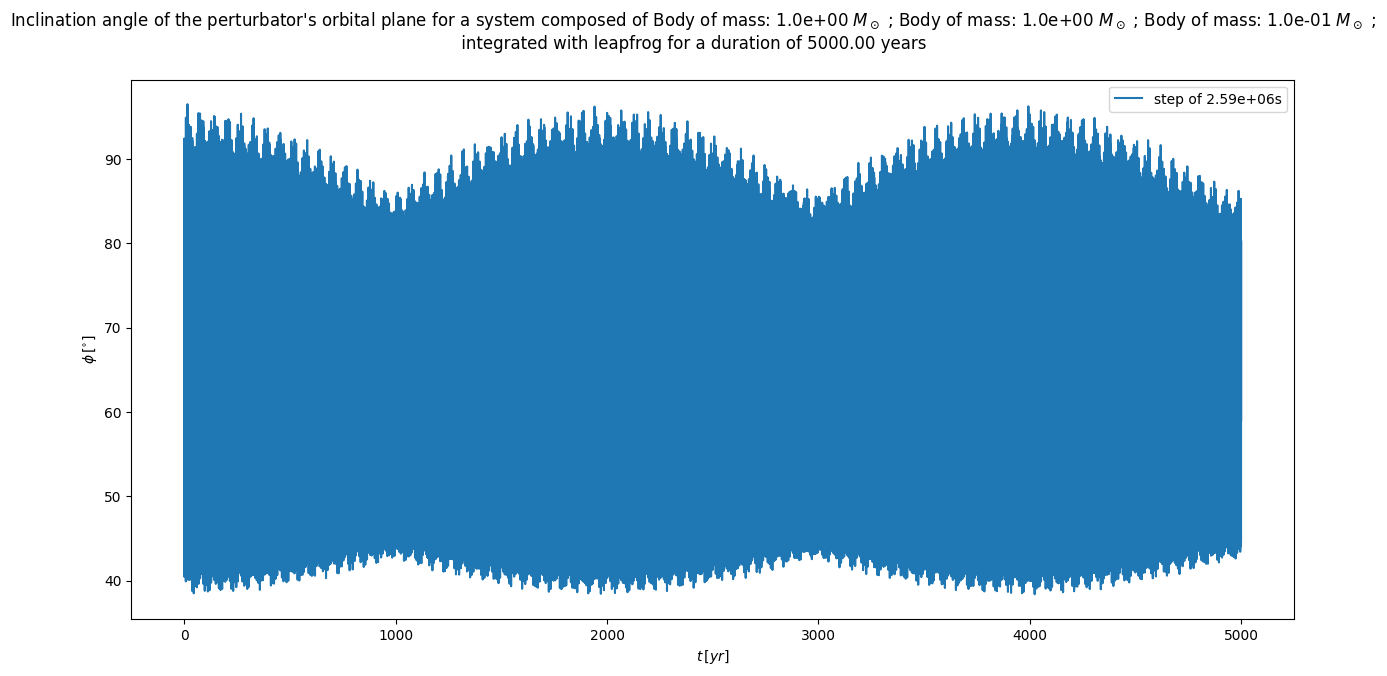 Inclination angle of the perturbator's orbital plane for a system composed of Body of mass: 1.0e+00 M⊙ ; Body of mass: 1.0e+00 M⊙ ; Body of mass: 1.0e-01 M⊙ ;
integrated with leapfrog for a duration of 5000.00 years
step of 2.59e+06s
90
80
70
60
50
40
ϕ [°]
0 1000 2000 3000 4000 5000
t [yr]